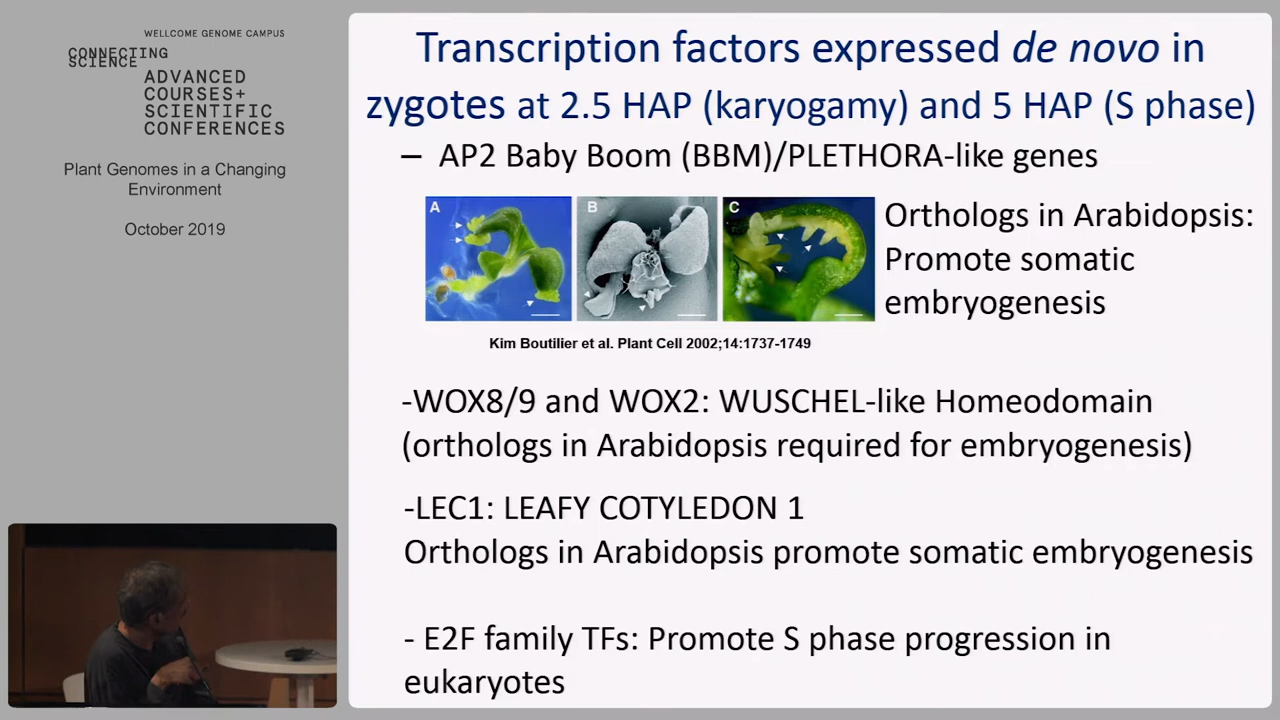 WELLCOME GENOME CAMPUS
CONNECTING
SCIENCE
ADVANCED
COURSES+
SCIENTIFIC
CONFERENCES
Plant Genomes in a Changing
Environment
October 2019
Transcription factors expressed de novo in
zygotes at 2.5 HAP (karyogamy) and 5 HAP (S phase)
– AP2 Baby Boom (BBM)/PLETHORA-like genes
A
B
C
Orthologs in Arabidopsis:
Promote somatic
embryogenesis
Kim Boutilier et al. Plant Cell 2002;14:1737-1749
-WOX8/9 and WOX2: WUSCHEL-like Homeodomain
(orthologs in Arabidopsis required for embryogenesis)
-LEC1: LEAFY COTYLEDON 1
Orthologs in Arabidopsis promote somatic embryogenesis
- E2F family TFs: Promote S phase progression in
eukaryotes